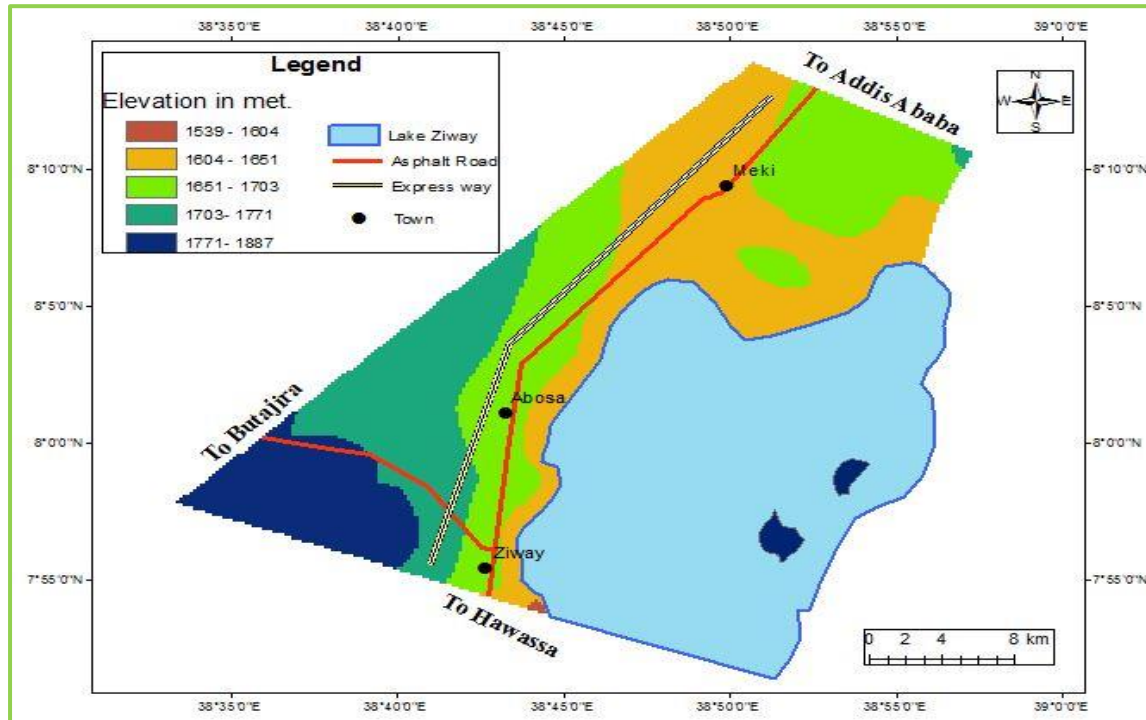 38°35'0"E 38°40'0"E 38°45'0"E 38°50'0"E 38°55'0"E 39°0'0"E
Legend
Elevation in met.
1539 - 1604
1604 - 1651
1651 - 1703
1703- 1771
1771- 1887
Lake Ziway
Asphalt Road
Express way
Town
To Addis Ababa
N
W E
S
8°10'0"N 8°10'0"N
Meki
8°5'0"N 8°5'0"N
To Butajira
Abosa
8°0'0"N 8°0'0"N
Ziway
7°55'0"N 7°55'0"N
To Hawassa
0 2 4 8 km
38°35'0"E 38°40'0"E 38°45'0"E 38°50'0"E 38°55'0"E 39°0'0"E